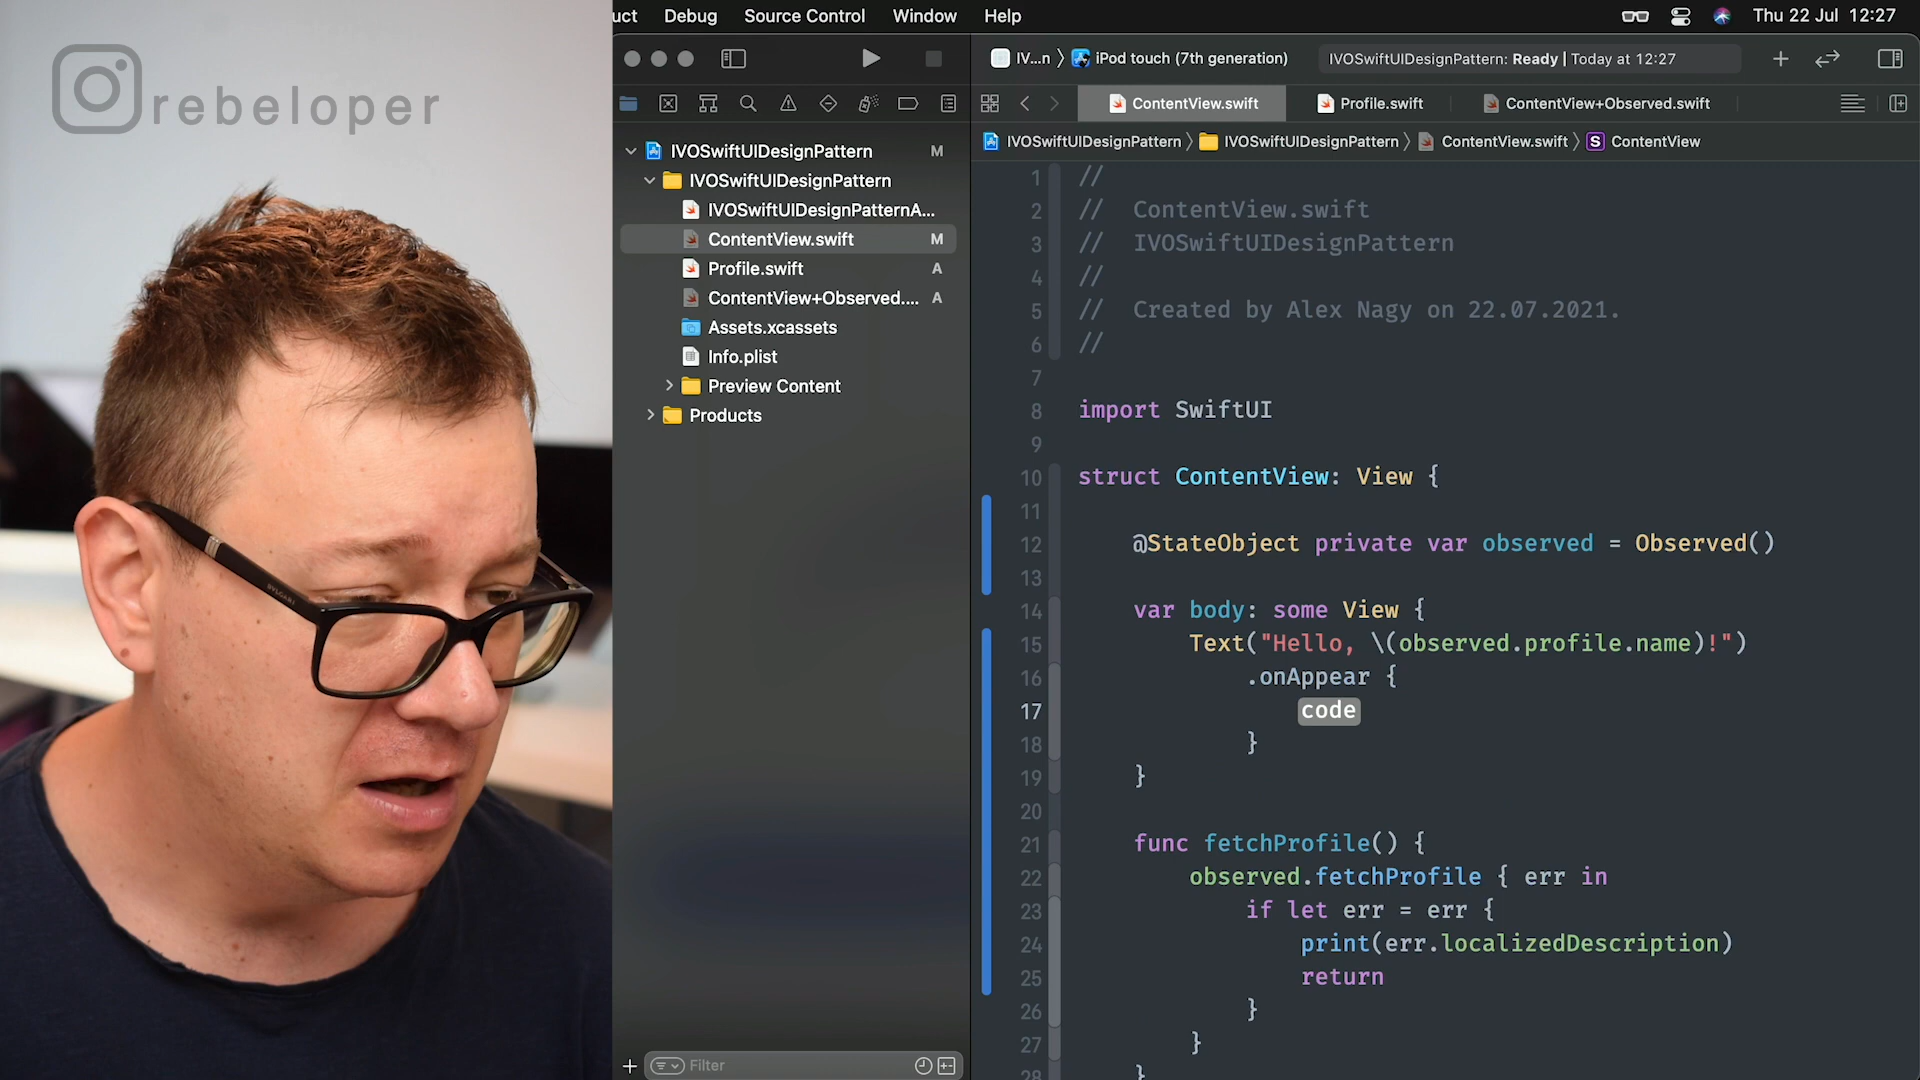 rebeloper
uct Debug Source Control Window Help Thu 22 Jul 12:27
IV...n iPod touch (7th generation) IVOSwiftUIDesignPattern: Ready | Today at 12:27
ContentView.swift Profile.swift ContentView+Observed.swift
IVOSwiftUIDesignPattern IVOSwiftUIDesignPattern ContentView.swift S ContentView
IVOSwiftUIDesignPattern M
IVOSwiftUIDesignPattern
IVOSwiftUIDesignPatternA...
ContentView.swift M
Profile.swift A
ContentView+Observed.... A
Assets.xcassets
Info.plist
Preview Content
Products
Filter
1 //
2 // ContentView.swift
3 // IVOSwiftUIDesignPattern
4 //
5 // Created by Alex Nagy on 22.07.2021.
6 //
7
8 import SwiftUI
9
10 struct ContentView: View {
11
12 @StateObject private var observed = Observed()
13
14 var body: some View {
15 Text("Hello, \(observed.profile.name)!")
16 .onAppear {
17 code
18 }
19 }
20
21 func fetchProfile() {
22 observed.fetchProfile { err in
23 if let err = err {
24 print(err.localizedDescription)
25 return
26 }
27 }
28 }